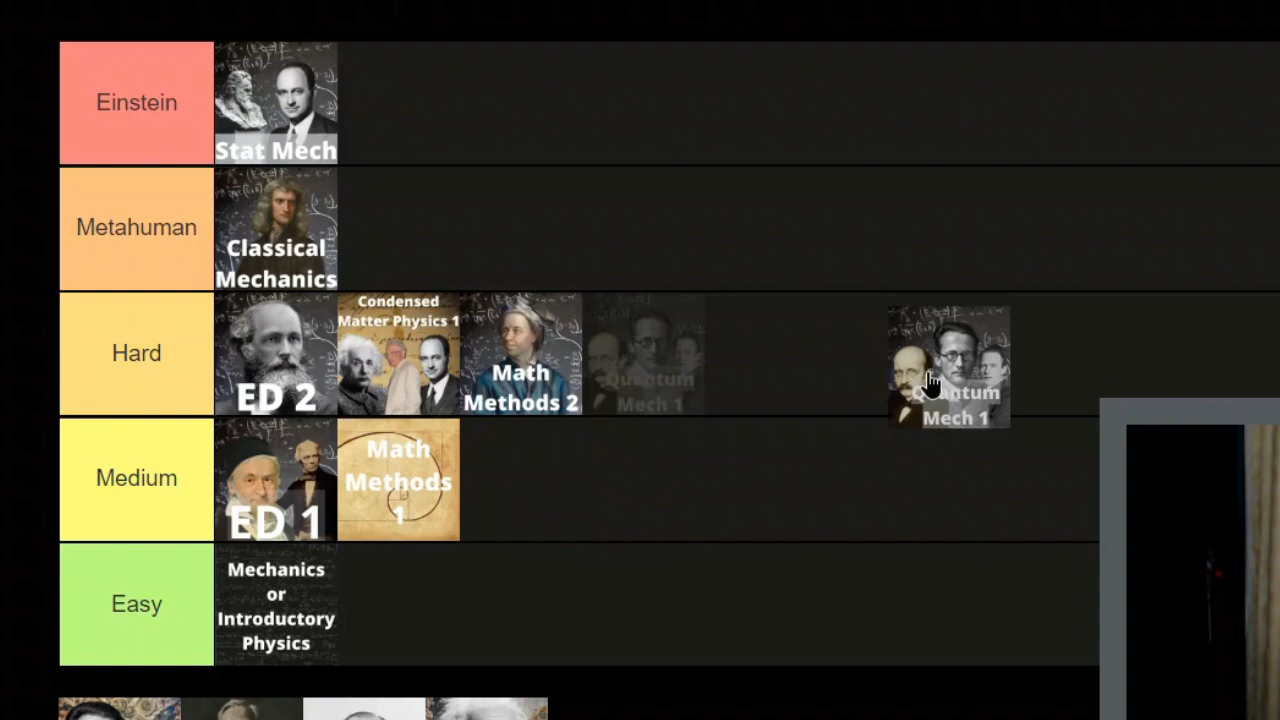 Einstein
Stat Mech
Metahuman
Classical
Mechanics
Hard
ED 2
Condensed
Matter Physics 1
Math
Methods 2
Quantum
Mech 1
Quantum
Mech 1
Medium
ED 1
Math
Methods
1
Easy
Mechanics
or
Introductory
Physics